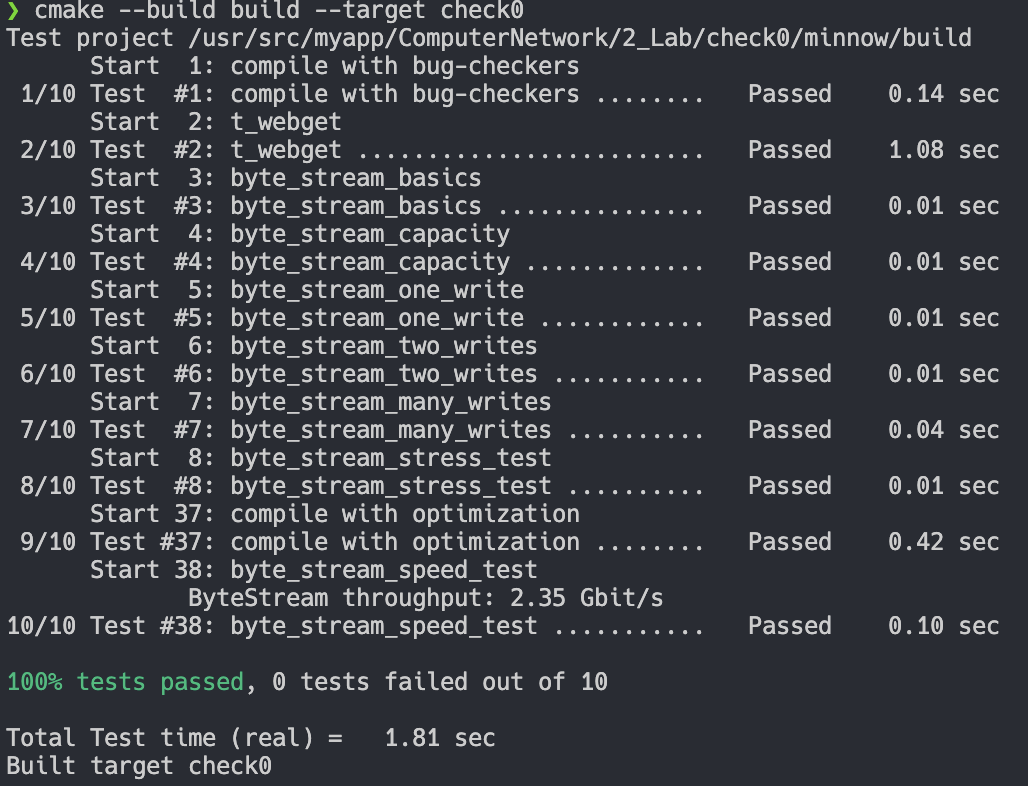 ❯ cmake --build build --target check0
Test project /usr/src/myapp/ComputerNetwork/2_Lab/check0/minnow/build
      Start  1: compile with bug-checkers
 1/10 Test  #1: compile with bug-checkers ........   Passed    0.14 sec
      Start  2: t_webget
 2/10 Test  #2: t_webget .........................   Passed    1.08 sec
      Start  3: byte_stream_basics
 3/10 Test  #3: byte_stream_basics ...............   Passed    0.01 sec
      Start  4: byte_stream_capacity
 4/10 Test  #4: byte_stream_capacity .............   Passed    0.01 sec
      Start  5: byte_stream_one_write
 5/10 Test  #5: byte_stream_one_write ............   Passed    0.01 sec
      Start  6: byte_stream_two_writes
 6/10 Test  #6: byte_stream_two_writes ...........   Passed    0.01 sec
      Start  7: byte_stream_many_writes
 7/10 Test  #7: byte_stream_many_writes ..........   Passed    0.04 sec
      Start  8: byte_stream_stress_test
 8/10 Test  #8: byte_stream_stress_test ..........   Passed    0.01 sec
      Start 37: compile with optimization
 9/10 Test #37: compile with optimization ........   Passed    0.42 sec
      Start 38: byte_stream_speed_test
             ByteStream throughput: 2.35 Gbit/s
10/10 Test #38: byte_stream_speed_test ...........   Passed    0.10 sec

100% tests passed, 0 tests failed out of 10

Total Test time (real) =   1.81 sec
Built target check0